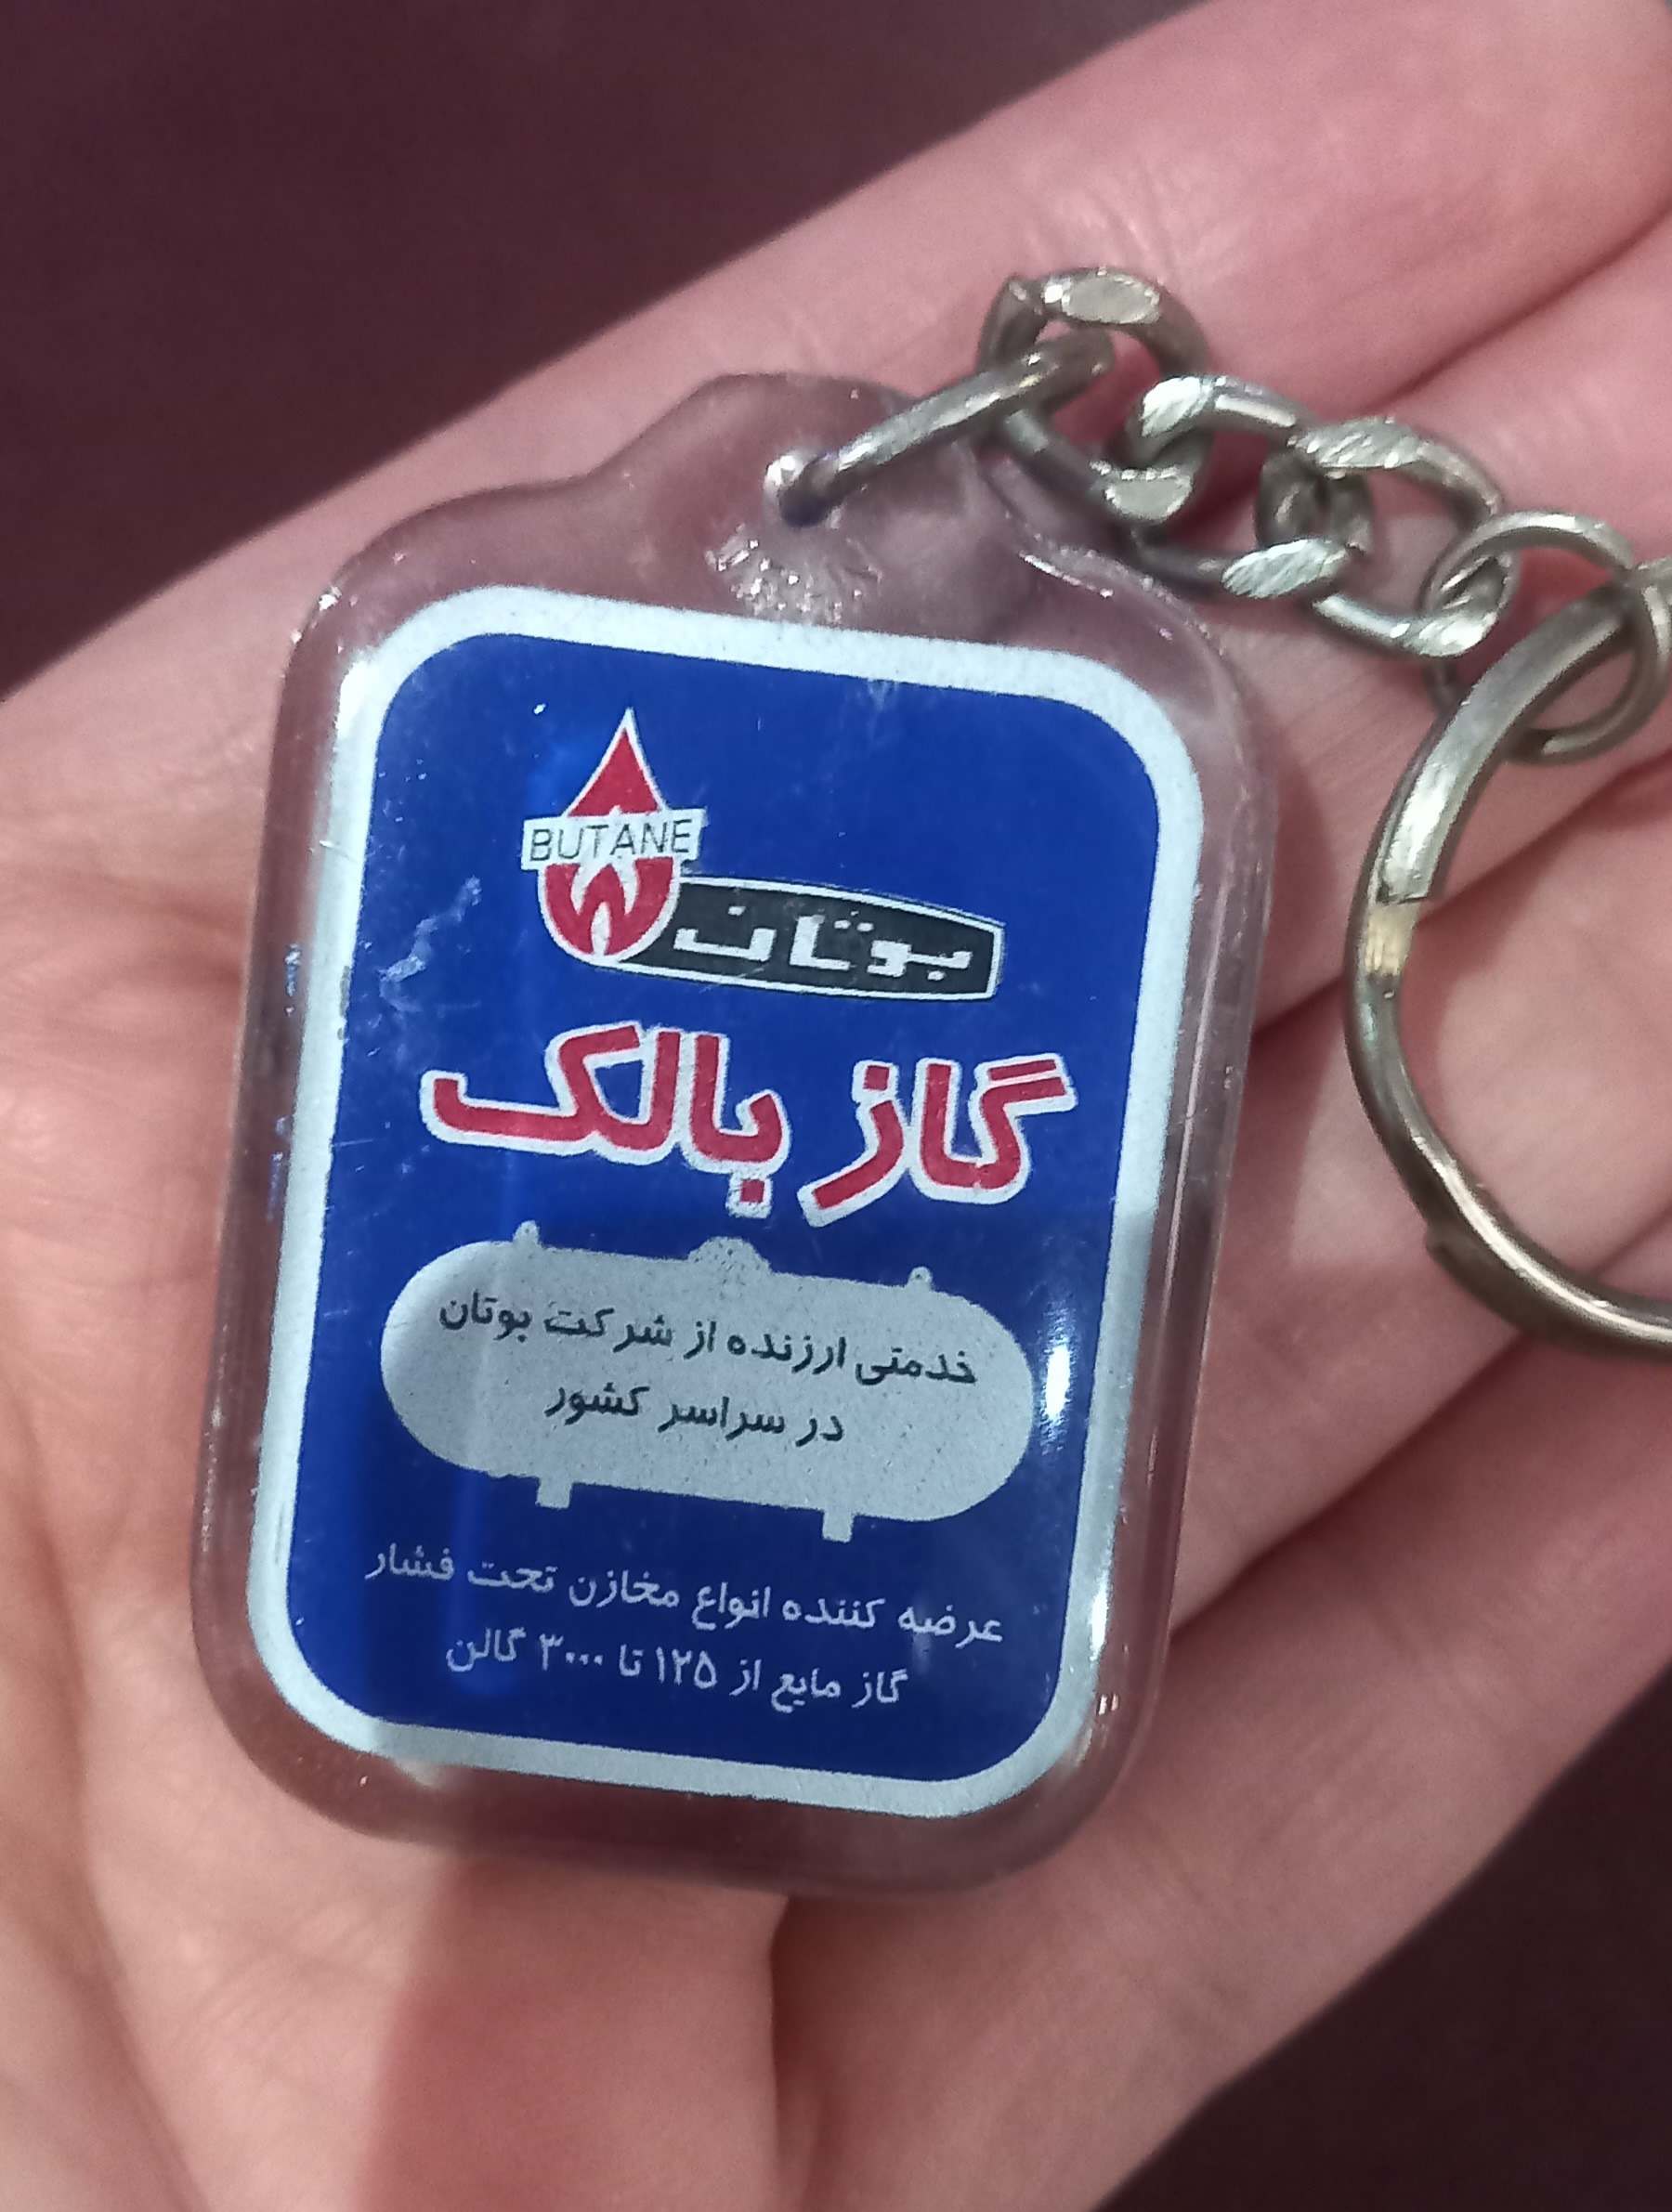 BUTANE
بوتان
گاز بالک
خدمتی ارزنده از شرکت بوتان
در سراسر کشور
عرضه کننده انواع مخازن تحت فشار
گاز مایع از ۱۲۵ تا ۳۰۰۰ گالن